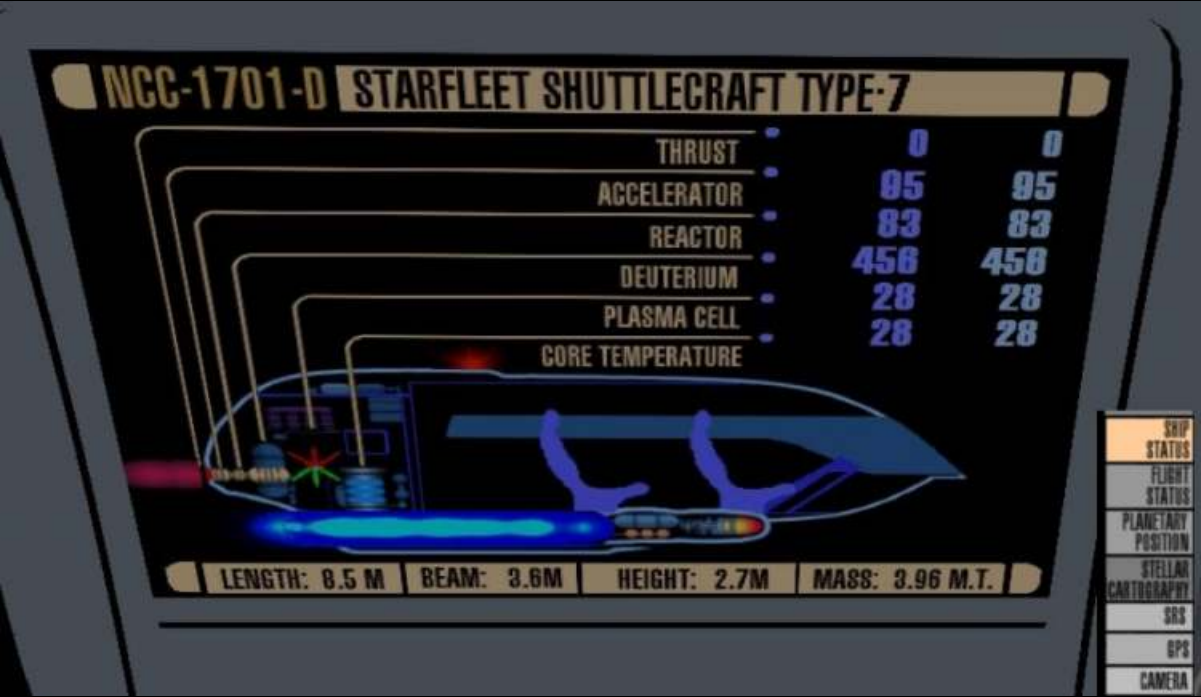 NCC-1701-D STARFLEET SHUTTLECRAFT TYPE·7
THRUST 0 0
ACCELERATOR 95 95
REACTOR 83 83
DEUTERIUM 456 456
PLASMA CELL 28 28
CORE TEMPERATURE 28 28
LENGTH: 8.5 M BEAM: 3.6M HEIGHT: 2.7M MASS: 3.96 M.T.
SHIP
STATUS
FLIGHT
STATUS
PLANETARY
POSITION
STELLAR
CARTOGRAPHY
SRS
GPS
CAMERA